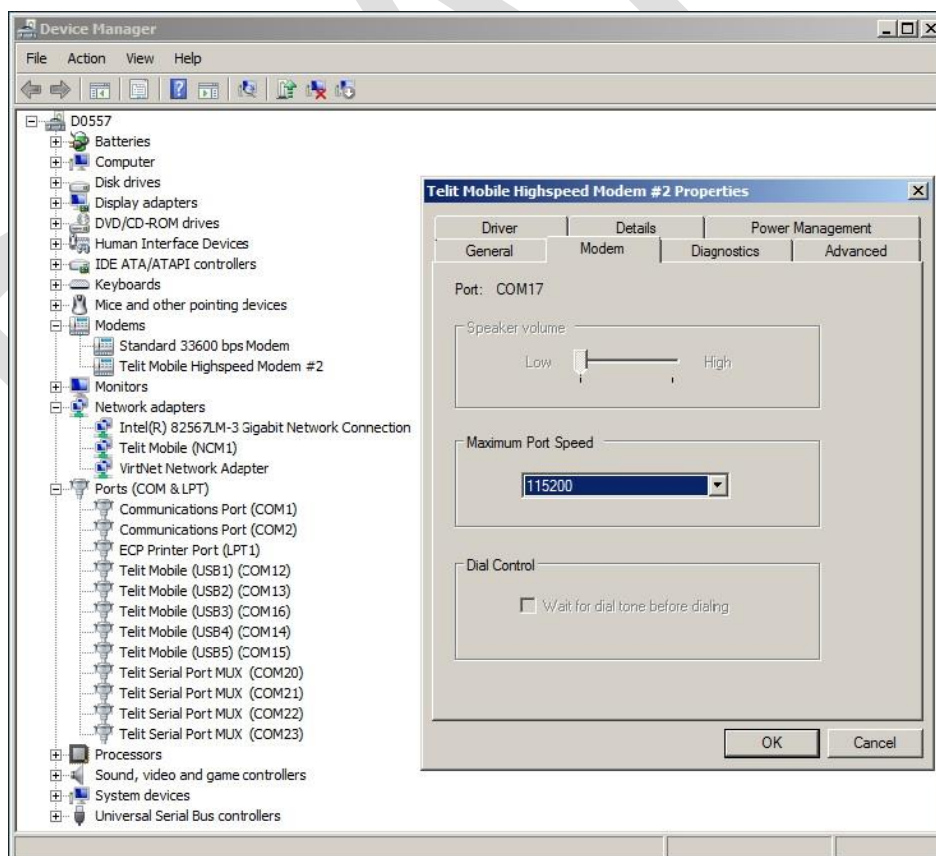 Device Manager
File Action View Help
D0557
Batteries
Computer
Disk drives
Display adapters
DVD/CD-ROM drives
Human Interface Devices
IDE ATA/ATAPI controllers
Keyboards
Mice and other pointing devices
Modems
Standard 33600 bps Modem
Telit Mobile Highspeed Modem #2
Monitors
Network adapters
Intel(R) 82567LM-3 Gigabit Network Connection
Telit Mobile (NCM1)
VirtNet Network Adapter
Ports (COM & LPT)
Communications Port (COM1)
Communications Port (COM2)
ECP Printer Port (LPT1)
Telit Mobile (USB1) (COM12)
Telit Mobile (USB2) (COM13)
Telit Mobile (USB3) (COM16)
Telit Mobile (USB4) (COM14)
Telit Mobile (USB5) (COM15)
Telit Serial Port MUX (COM20)
Telit Serial Port MUX (COM21)
Telit Serial Port MUX (COM22)
Telit Serial Port MUX (COM23)
Processors
Sound, video and game controllers
System devices
Universal Serial Bus controllers
Telit Mobile Highspeed Modem #2 Properties
Driver Details Power Management
General Modem Diagnostics Advanced
Port: COM17
Speaker volume
Low High
Maximum Port Speed
115200
Dial Control
Wait for dial tone before dialing
OK Cancel